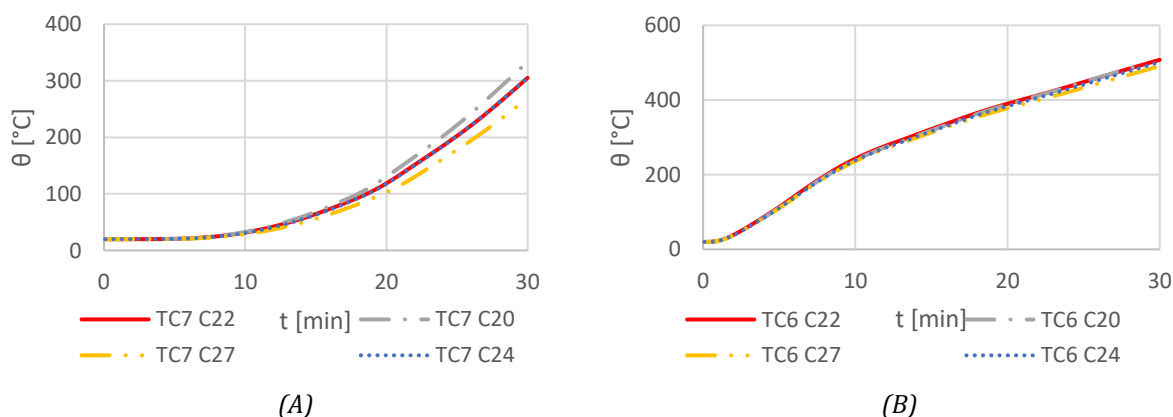 400
300
200
100
0
θ [°C]
0 10 20 30
t [min]
TC7 C22 TC7 C20
TC7 C27 TC7 C24
(A)
600
400
200
0
θ [°C]
0 10 20 30
t [min]
TC6 C22 TC6 C20
TC6 C27 TC6 C24
(B)